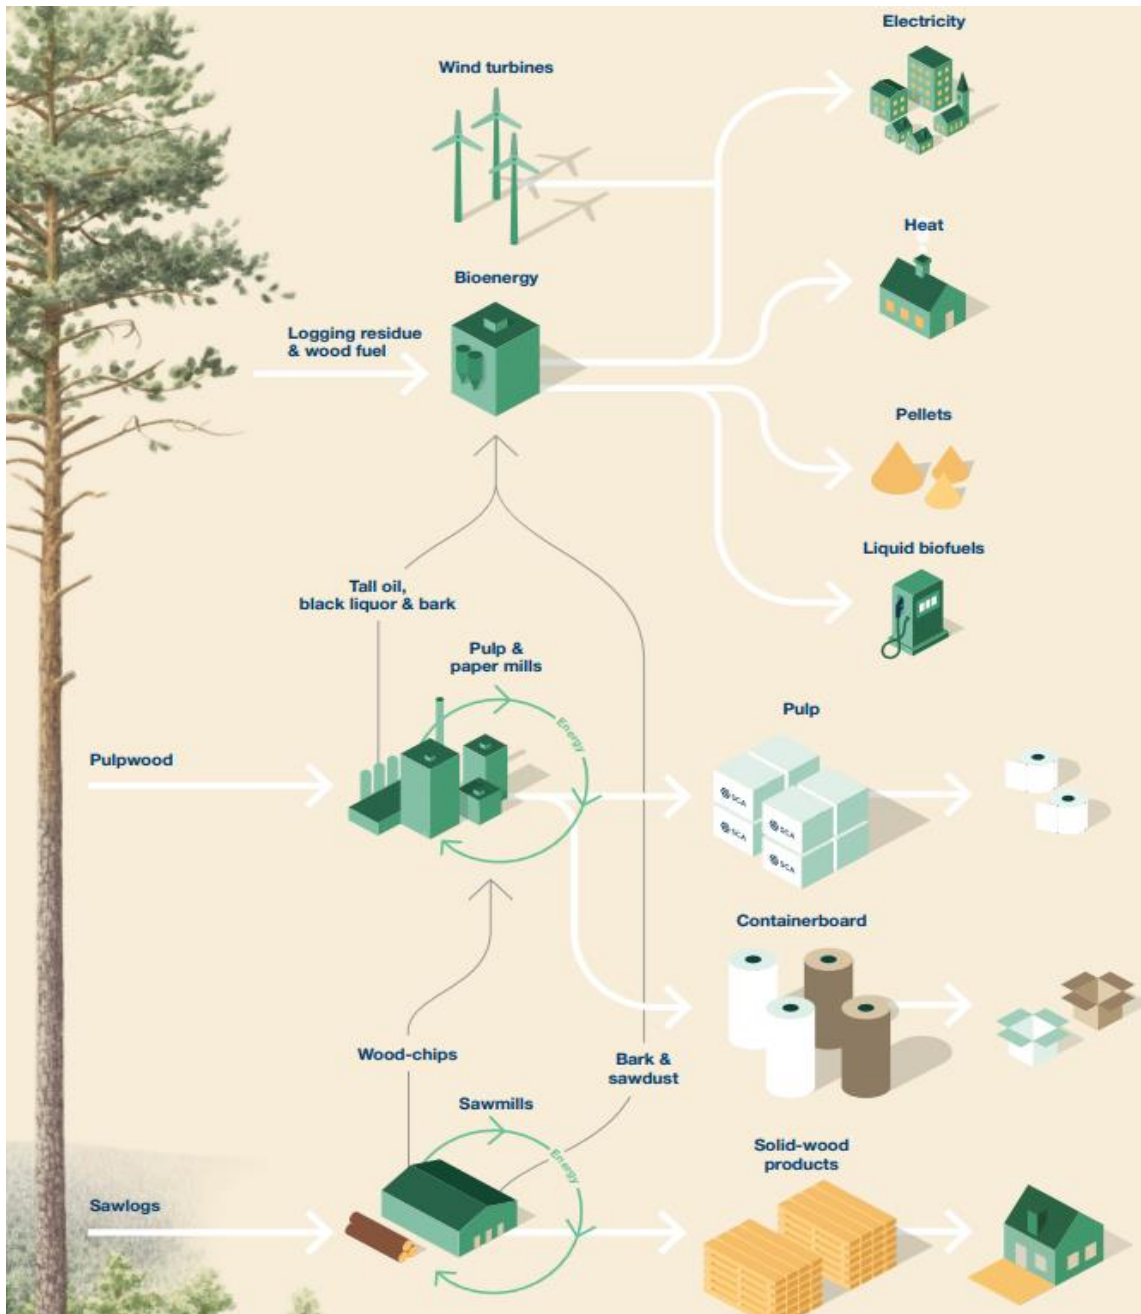 Electricity
Wind turbines
Heat
Bioenergy
Logging residue
& wood fuel
Pellets
Liquid biofuels
Tall oil,
black liquor & bark
Pulp &
paper mills
Energy
Pulp
Pulpwood
SCA
SCA
SCA
SCA
Containerboard
Wood-chips
Bark &
sawdust
Sawmills
Energy
Solid-wood
products
Sawlogs